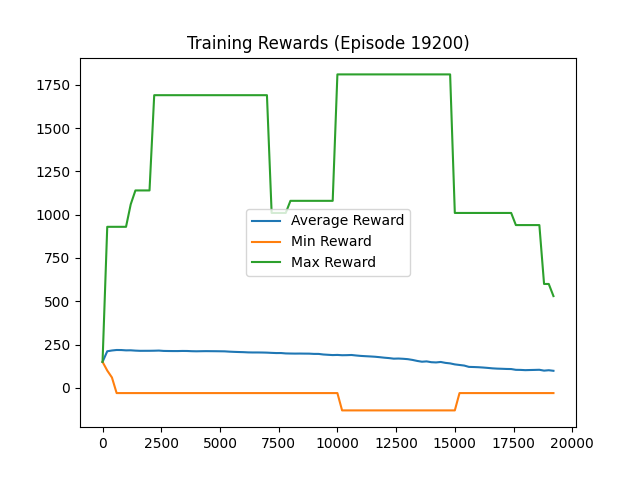 Training Rewards (Episode 19200)
1750
1500
1250
1000
750
500
250
0
Average Reward
Min Reward
Max Reward
0 2500 5000 7500 10000 12500 15000 17500 20000